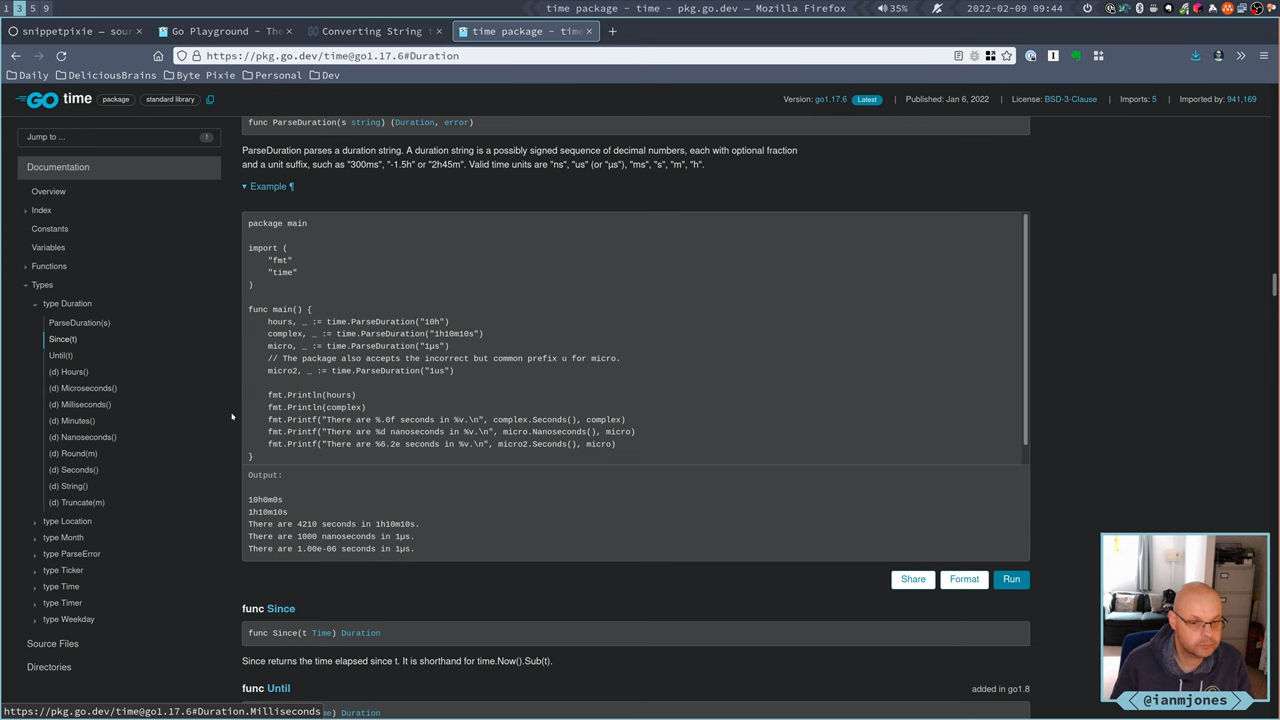 1 3 5 9
time package - time - pkg.go.dev — Mozilla Firefox
35%
2022-02-09 09:44
snippetpixie — sour
Go Playground - The
Converting String t
time package - time
https://pkg.go.dev/time@go1.17.6#Duration
Daily DeliciousBrains Byte Pixie Personal Dev
GO time package standard library
Version: go1.17.6 Latest Published: Jan 6, 2022 License: BSD-3-Clause Imports: 5 Imported by: 941,169
Jump to ... f
Documentation
Overview
Index
Constants
Variables
Functions
Types
type Duration
ParseDuration(s)
Since(t)
Until(t)
(d) Hours()
(d) Microseconds()
(d) Milliseconds()
(d) Minutes()
(d) Nanoseconds()
(d) Round(m)
(d) Seconds()
(d) String()
(d) Truncate(m)
type Location
type Month
type ParseError
type Ticker
type Time
type Timer
type Weekday
Source Files
Directories
func ParseDuration(s string) (Duration, error)
ParseDuration parses a duration string. A duration string is a possibly signed sequence of decimal numbers, each with optional fraction
and a unit suffix, such as "300ms", "-1.5h" or "2h45m". Valid time units are "ns", "us" (or "µs"), "ms", "s", "m", "h".
Example ¶
package main
import (
"fmt"
"time"
)
func main() {
hours, _ := time.ParseDuration("10h")
complex, _ := time.ParseDuration("1h10m10s")
micro, _ := time.ParseDuration("1µs")
// The package also accepts the incorrect but common prefix u for micro.
micro2, _ := time.ParseDuration("1us")
fmt.Println(hours)
fmt.Println(complex)
fmt.Printf("There are %.0f seconds in %v.\n", complex.Seconds(), complex)
fmt.Printf("There are %d nanoseconds in %v.\n", micro.Nanoseconds(), micro)
fmt.Printf("There are %6.2e seconds in %v.\n", micro2.Seconds(), micro)
}
Output:
10h0m0s
1h10m10s
There are 4210 seconds in 1h10m10s.
There are 1000 nanoseconds in 1µs.
There are 1.00e-06 seconds in 1µs.
Share Format Run
func Since
func Since(t Time) Duration
Since returns the time elapsed since t. It is shorthand for time.Now().Sub(t).
func Until added in go1.8
me) Duration
https://pkg.go.dev/time@go1.17.6#Duration.Milliseconds
@ianmjones